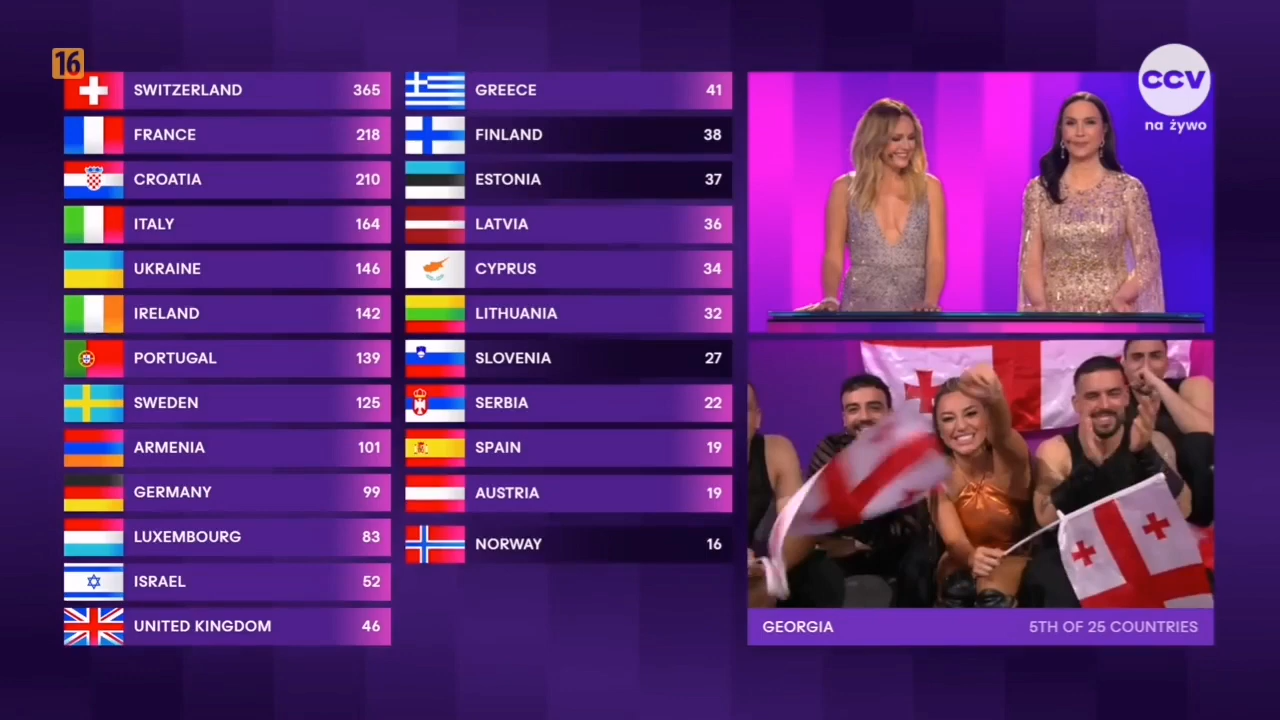 16
SWITZERLAND 365
FRANCE 218
CROATIA 210
ITALY 164
UKRAINE 146
IRELAND 142
PORTUGAL 139
SWEDEN 125
ARMENIA 101
GERMANY 99
LUXEMBOURG 83
ISRAEL 52
UNITED KINGDOM 46
GREECE 41
FINLAND 38
ESTONIA 37
LATVIA 36
CYPRUS 34
LITHUANIA 32
SLOVENIA 27
SERBIA 22
SPAIN 19
AUSTRIA 19
NORWAY 16
CCV
na żywo
GEORGIA 5TH OF 25 COUNTRIES